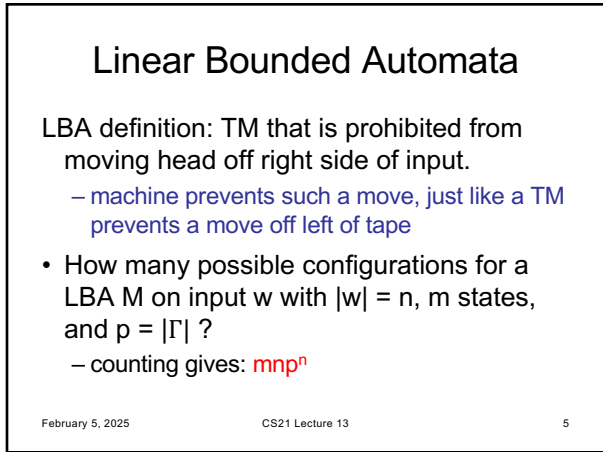 Linear Bounded Automata
LBA definition: TM that is prohibited from
moving head off right side of input.
– machine prevents such a move, just like a TM
prevents a move off left of tape
• How many possible configurations for a
LBA M on input w with |w| = n, m states,
and p = |Γ| ?
– counting gives: mnpⁿ
February 5, 2025 CS21 Lecture 13 5